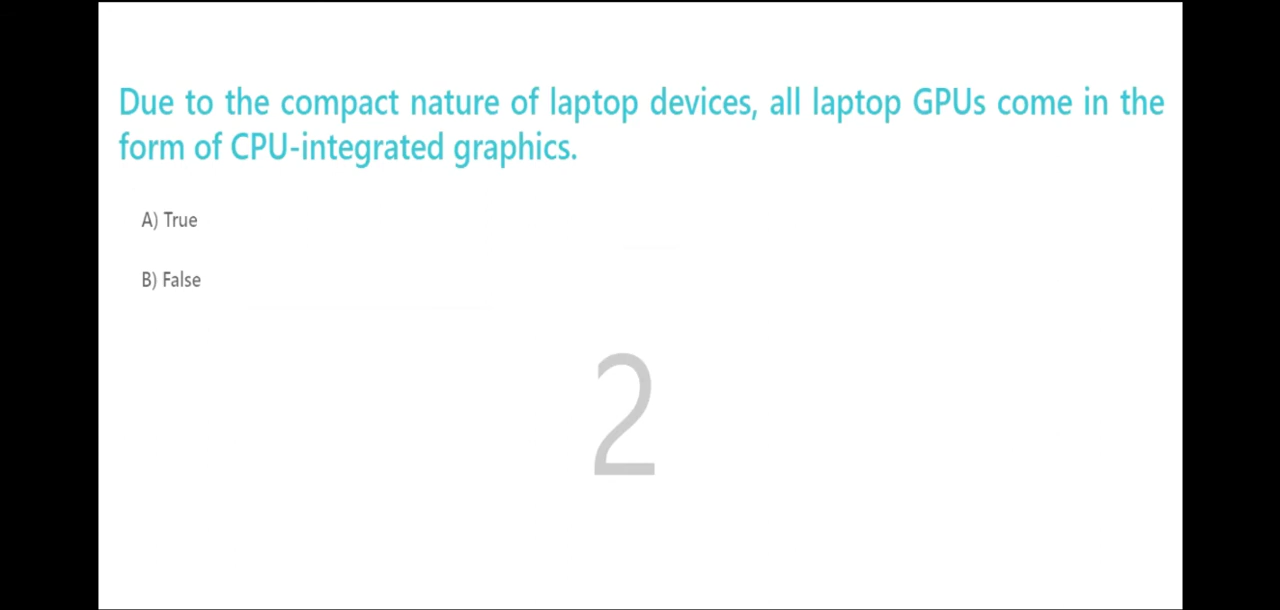 Due to the compact nature of laptop devices, all laptop GPUs come in the
form of CPU-integrated graphics.
A) True
B) False
2